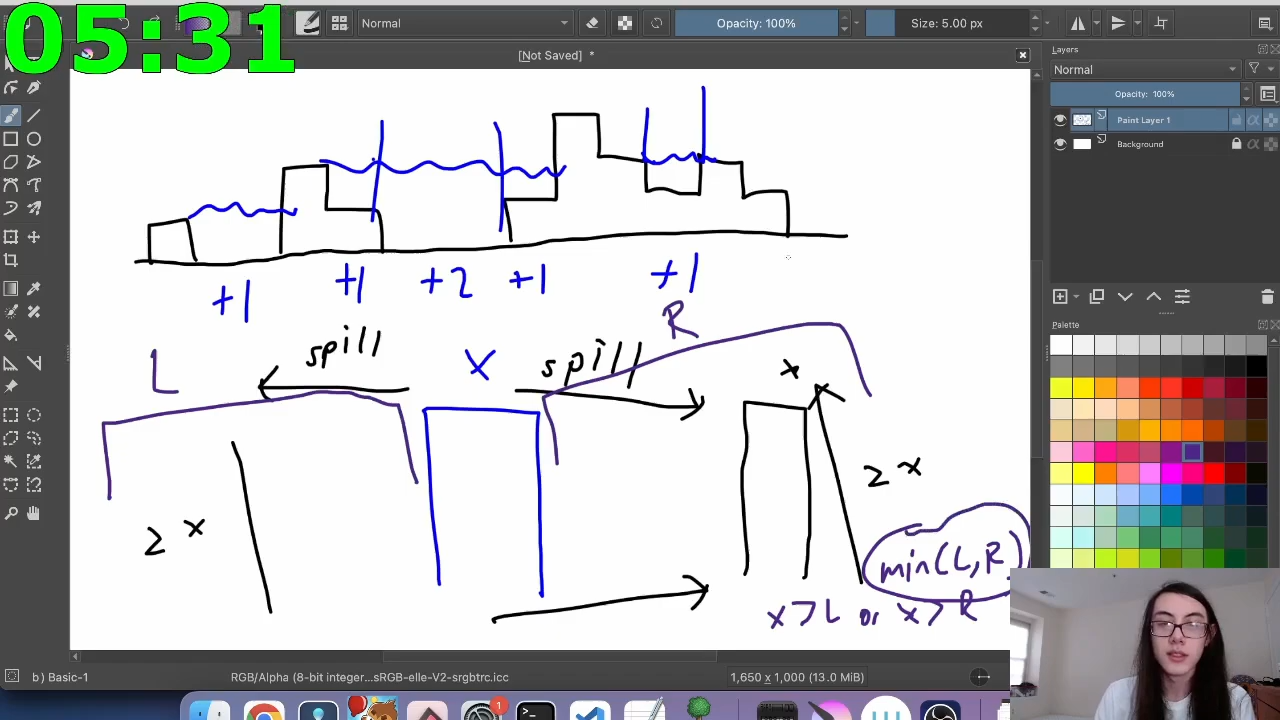 05:31
Normal
Opacity: 100%
Size: 5.00 px
[Not Saved] *
Layers
Normal
Opacity: 100%
Paint Layer 1
Background
Palette
+1 +1 +2 +1 +1
R
L spill X spill x
2 x
2 x
min(L,R)
x > L or x > R
b) Basic-1
RGB/Alpha (8-bit integer...sRGB-elle-V2-srgbtrc.icc
1,650 x 1,000 (13.0 MiB)
1